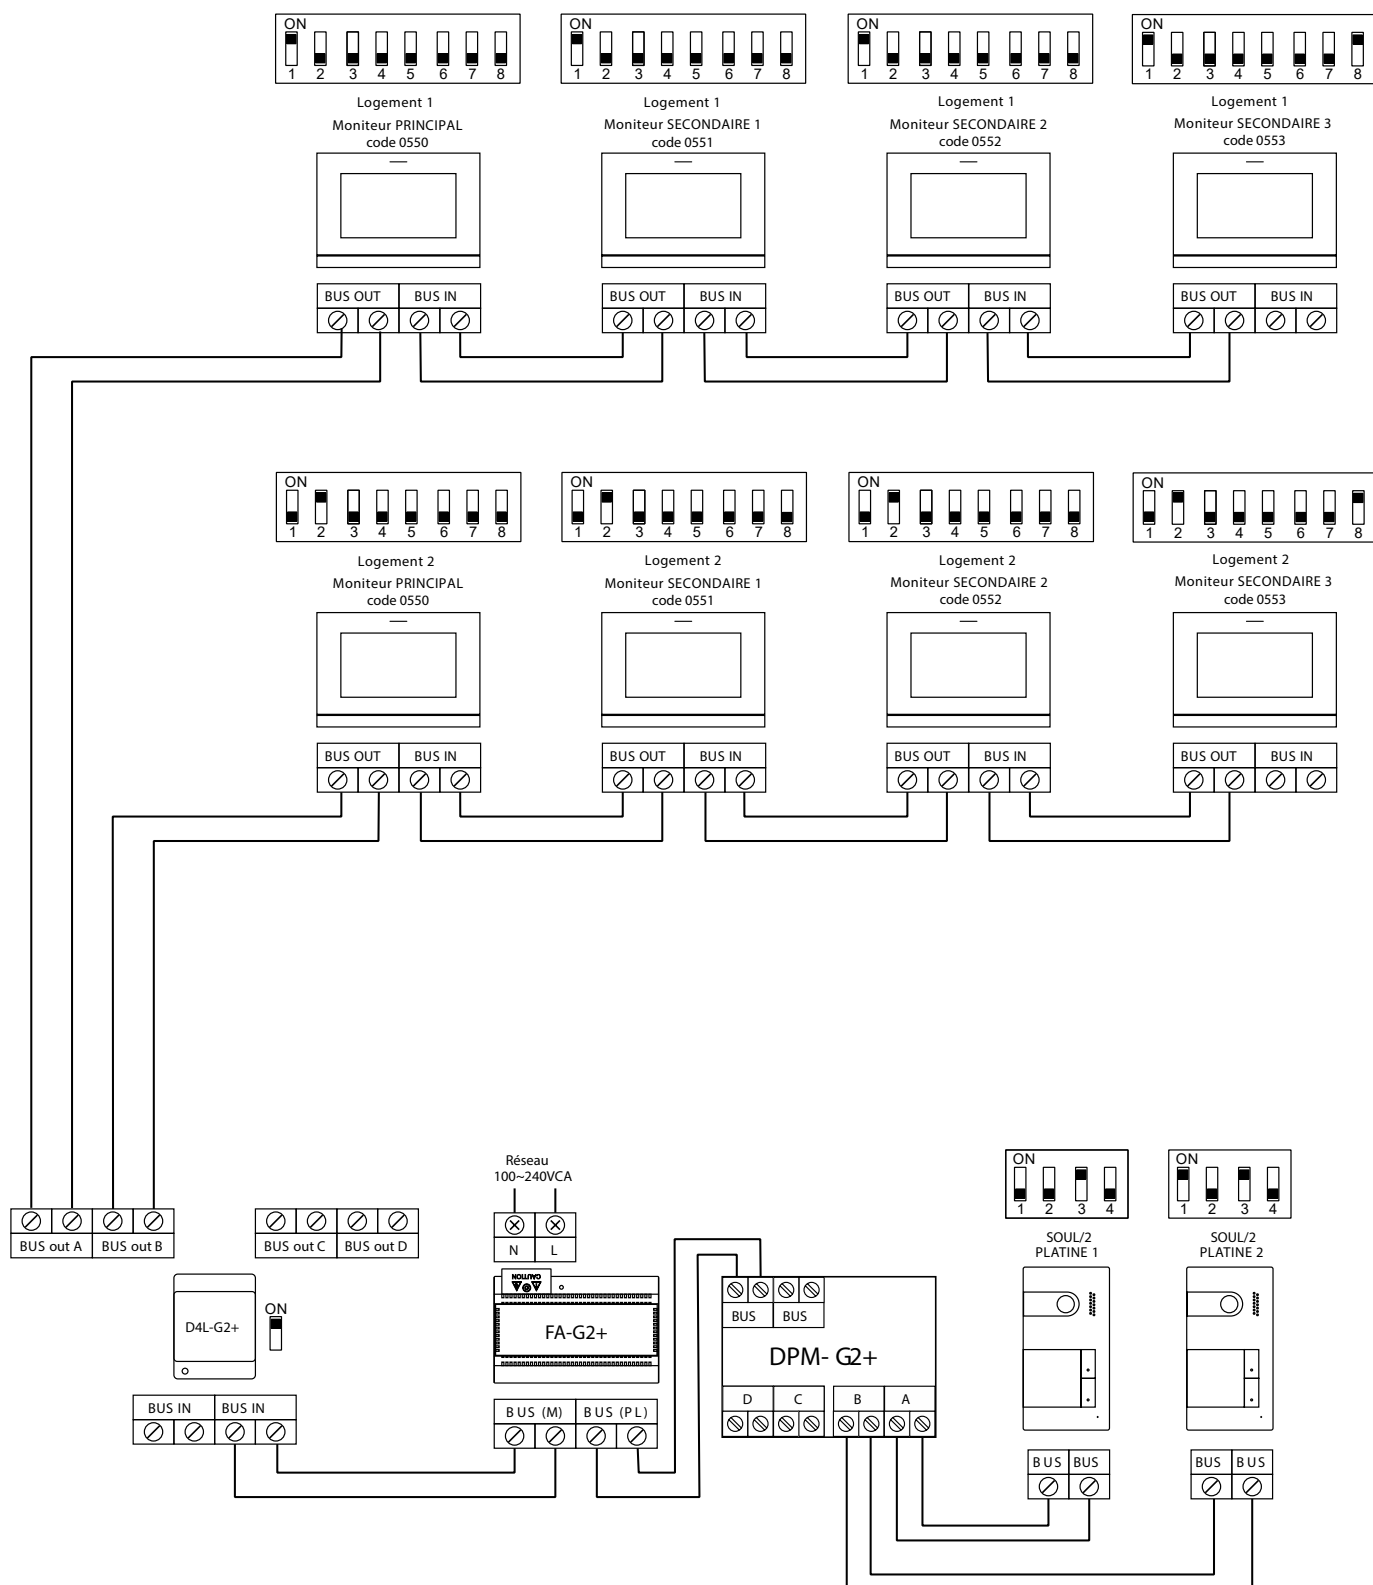 ON ON ON ON
1 2 3 4 5 6 7 8 1 2 3 4 5 6 7 8 1 2 3 4 5 6 7 8 1 2 3 4 5 6 7 8
Logement 1 Logement 1 Logement 1 Logement 1
Moniteur PRINCIPAL Moniteur SECONDAIRE 1 Moniteur SECONDAIRE 2 Moniteur SECONDAIRE 3
code 0550 code 0551 code 0552 code 0553
BUS OUT BUS IN BUS OUT BUS IN BUS OUT BUS IN BUS OUT BUS IN
ON ON ON ON
1 2 3 4 5 6 7 8 1 2 3 4 5 6 7 8 1 2 3 4 5 6 7 8 1 2 3 4 5 6 7 8
Logement 2 Logement 2 Logement 2 Logement 2
Moniteur PRINCIPAL Moniteur SECONDAIRE 1 Moniteur SECONDAIRE 2 Moniteur SECONDAIRE 3
code 0550 code 0551 code 0552 code 0553
BUS OUT BUS IN BUS OUT BUS IN BUS OUT BUS IN BUS OUT BUS IN
Réseau
100~240VCA
ON ON
1 2 3 4 1 2 3 4
BUS out A BUS out B BUS out C BUS out D
N L
SOUL/2 SOUL/2
PLATINE 1 PLATINE 2
CAUTION
ON
D4L-G2+
FA-G2+
BUS BUS
DPM- G2+
D C B A
BUS IN BUS IN
BUS (M) BUS (PL)
BUS BUS BUS BUS